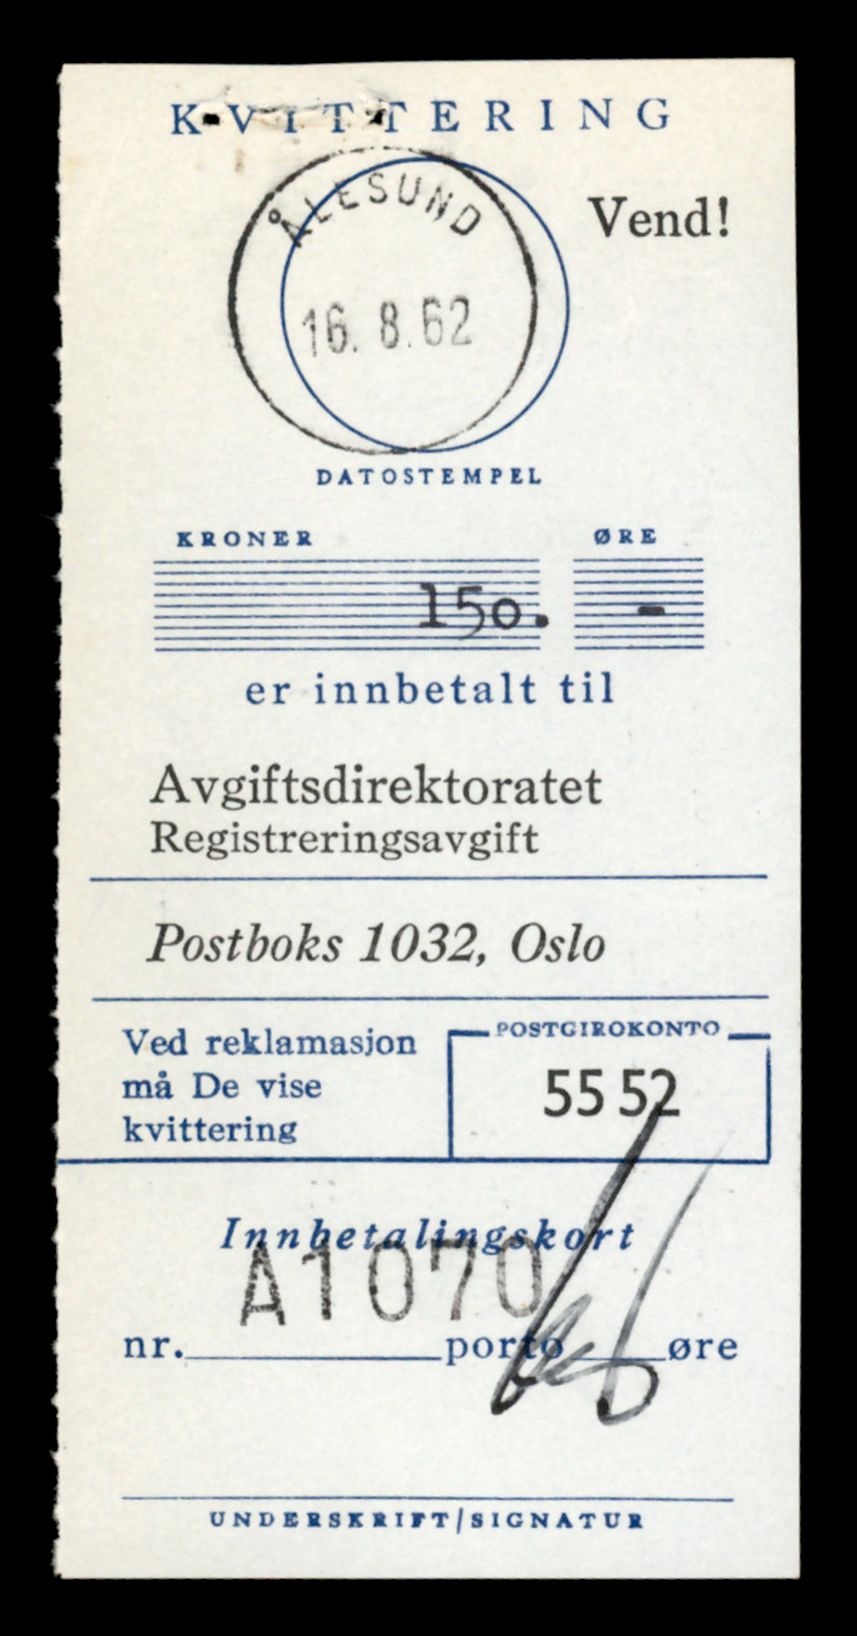 KVITTERING
Vend!
ÅLESUND
16. 8. 62
DATOSTEMPEL
KRONER ØRE
150. -
er innbetalt til
Avgiftsdirektoratet
Registreringsavgift
Postboks 1032, Oslo
Ved reklamasjon
må De vise
kvittering
POSTGIROKONTO
55 52
Innbetalingskort
A1070
nr. porto øre
UNDERSKRIFT/SIGNATUR